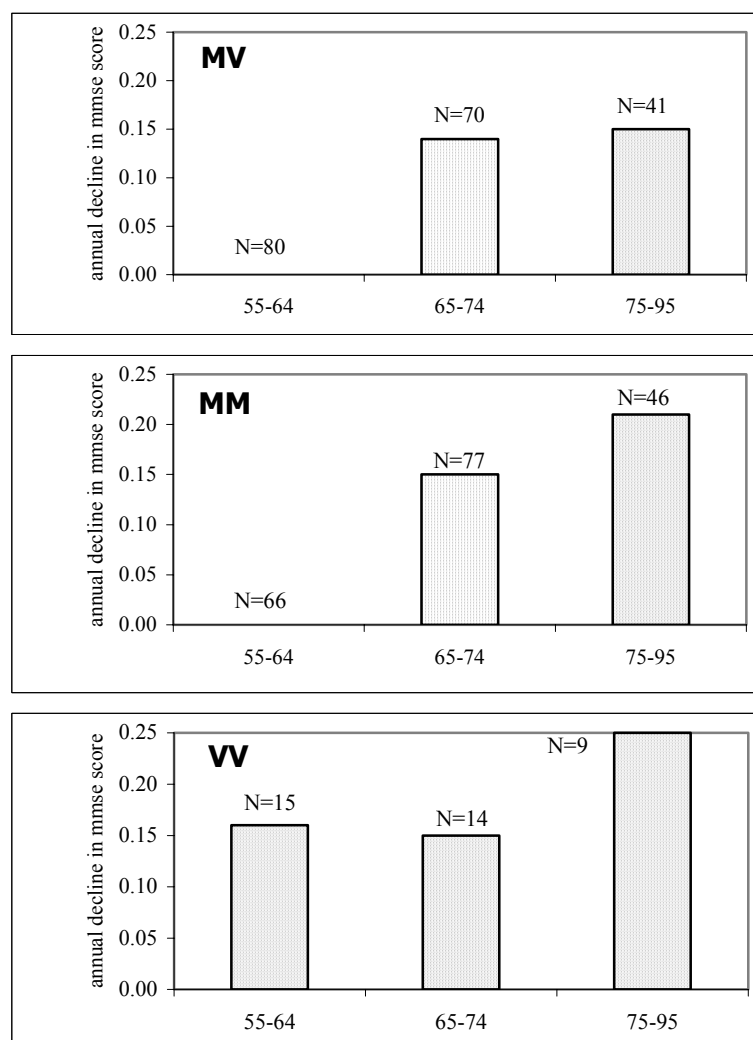 MV
annual decline in mmse score
0.25
0.20
0.15
0.10
0.05
0.00
N=80
N=70
N=41
55-64 65-74 75-95
MM
annual decline in mmse score
0.25
0.20
0.15
0.10
0.05
0.00
N=66
N=77
N=46
55-64 65-74 75-95
VV
annual decline in mmse score
0.25
0.20
0.15
0.10
0.05
0.00
N=15
N=14
N=9
55-64 65-74 75-95